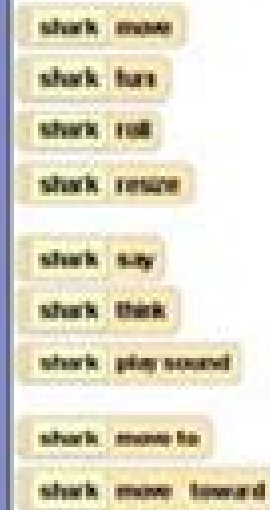 shark move
shark turn
shark roll
shark resize
shark say
shark think
shark play sound
shark move to
shark move toward